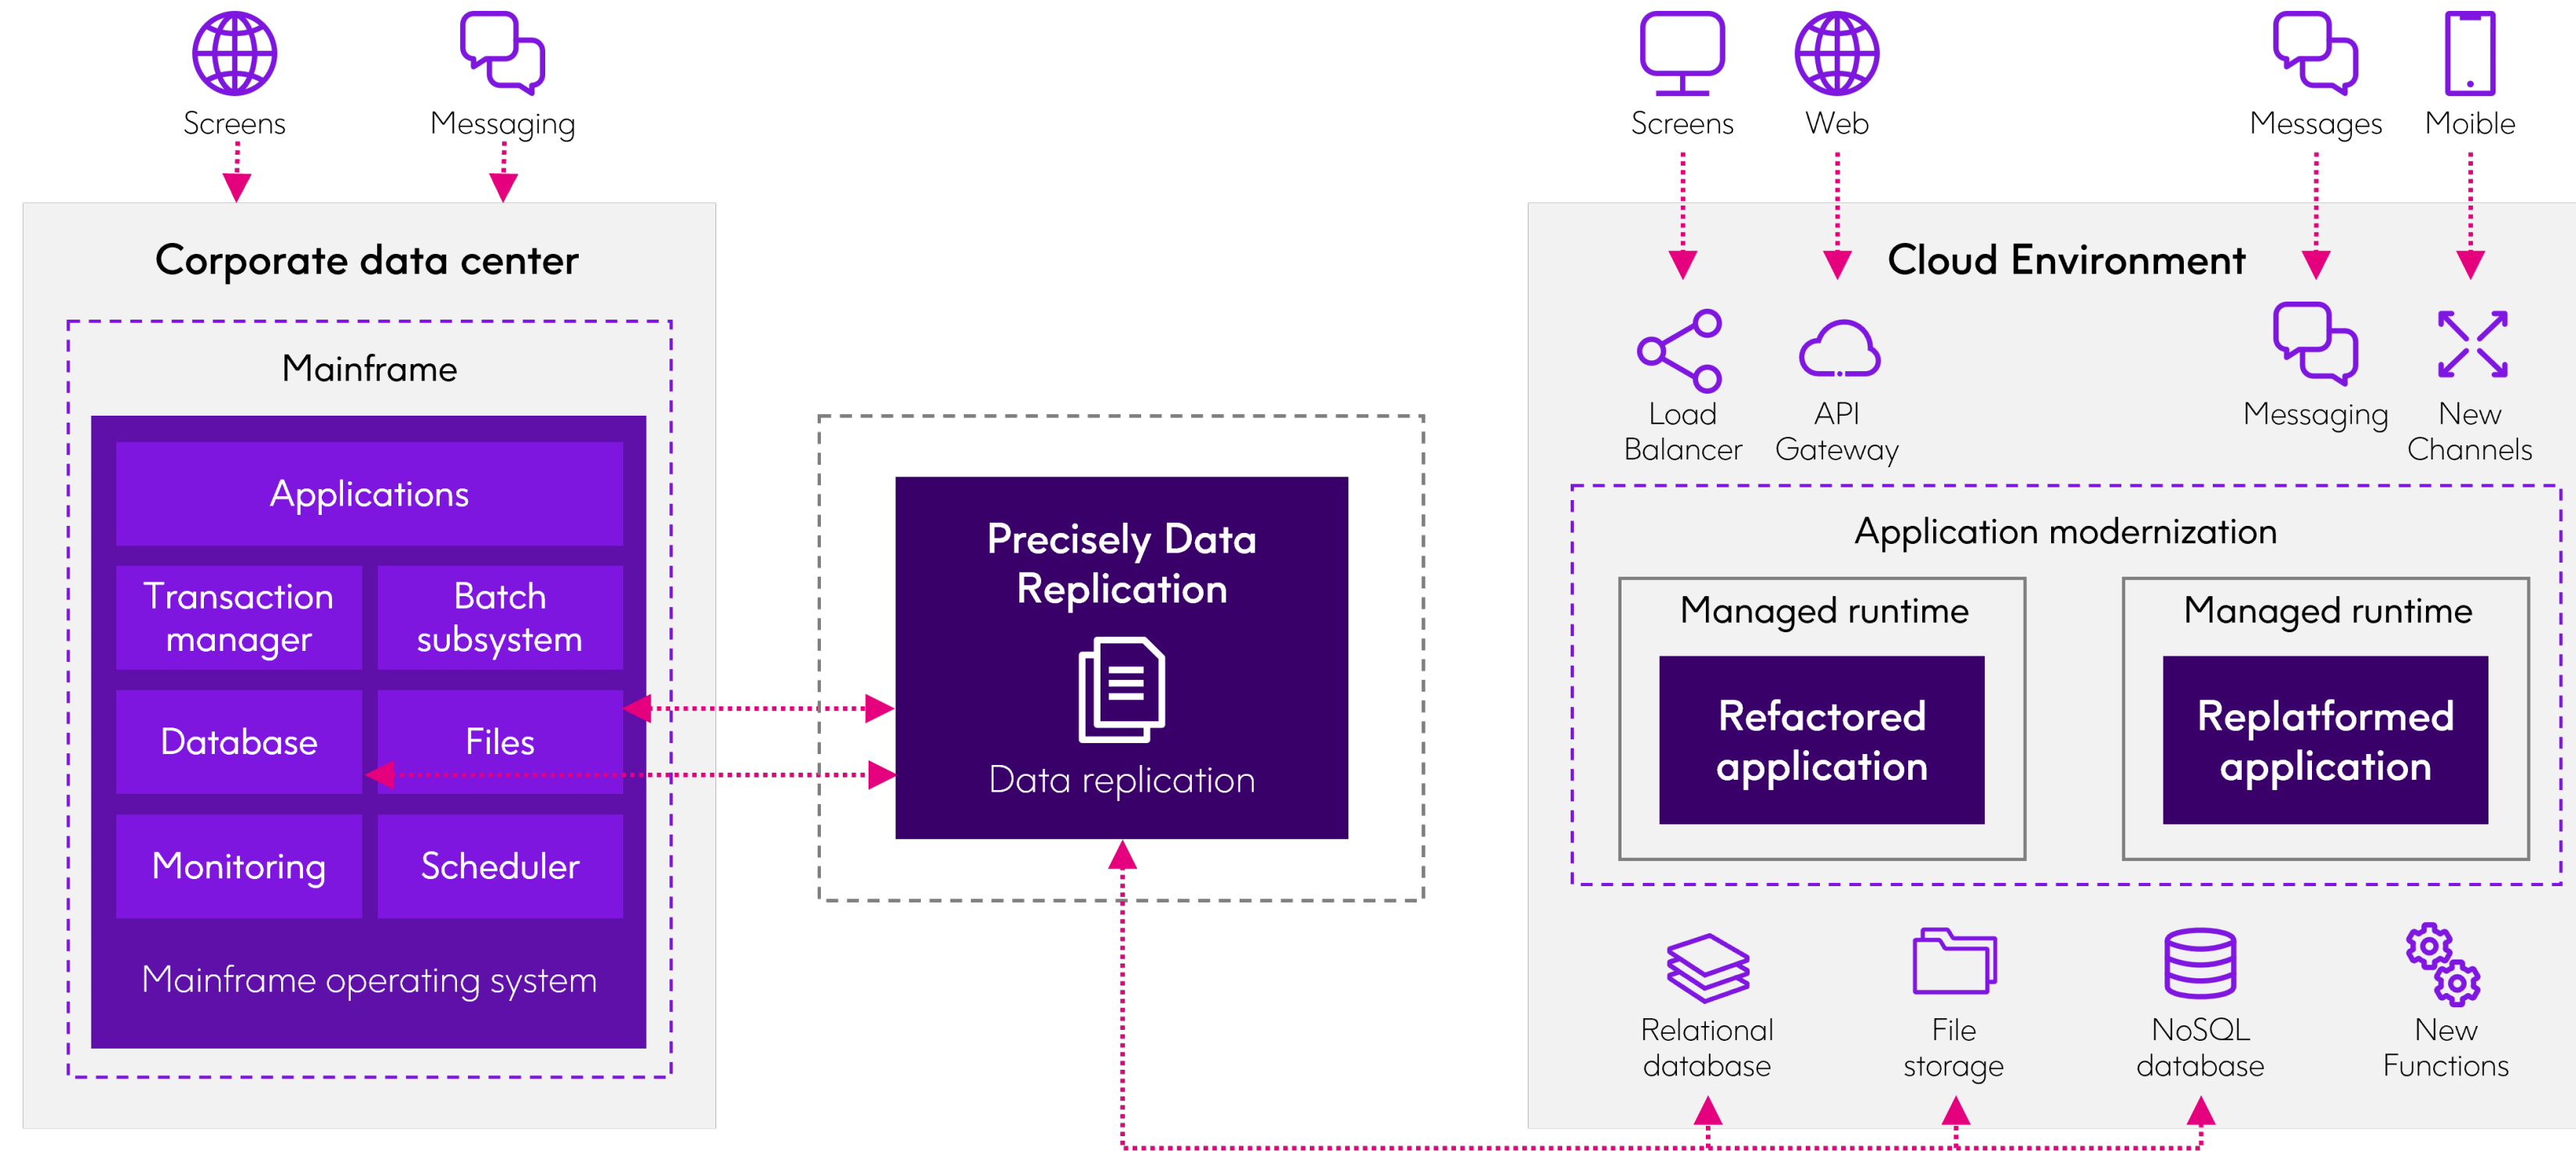 Screens
Messaging
Corporate data center
Mainframe
Applications
Transaction
manager
Batch
subsystem
Database
Files
Monitoring
Scheduler
Mainframe operating system
Precisely Data
Replication
Data replication
Screens
Web
Messages
Moible
Cloud Environment
Load
Balancer
API
Gateway
Messaging
New
Channels
Application modernization
Managed runtime
Refactored
application
Managed runtime
Replatformed
application
Relational
database
File
storage
NoSQL
database
New
Functions